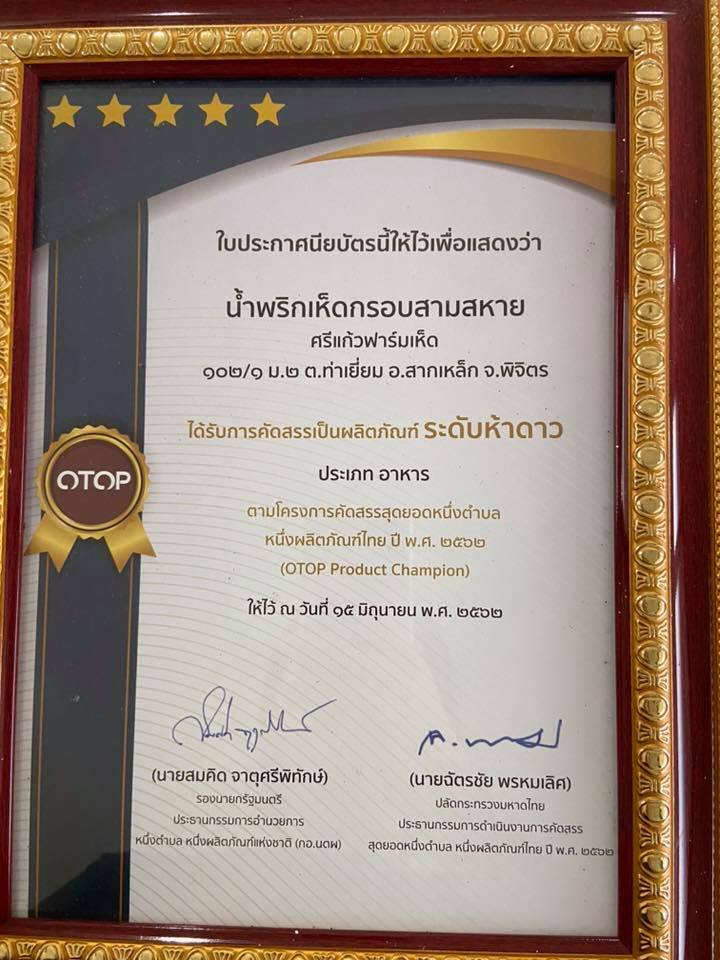 ใบประกาศนียบัตรนี้ให้ไว้เพื่อแสดงว่า
น้ำพริกเห็ดกรอบสามสหาย
ศรีแก้วฟาร์มเห็ด
๑๐๒/๑ ม.๒ ต.ท่าเยี่ยม อ.สากเหล็ก จ.พิจิตร
ได้รับการคัดสรรเป็นผลิตภัณฑ์ ระดับห้าดาว
ประเภท อาหาร
OTOP
ตามโครงการคัดสรรสุดยอดหนึ่งตำบล
หนึ่งผลิตภัณฑ์ไทย ปี พ.ศ. ๒๕๖๒
(OTOP Product Champion)
ให้ไว้ ณ วันที่ ๑๕ มิถุนายน พ.ศ. ๒๕๖๒
(นายสมคิด จาตุศรีพิทักษ์)
รองนายกรัฐมนตรี
ประธานกรรมการอำนวยการ
หนึ่งตำบล หนึ่งผลิตภัณฑ์แห่งชาติ (กอ.นตผ)
(นายฉัตรชัย พรหมเลิศ)
ปลัดกระทรวงมหาดไทย
ประธานกรรมการดำเนินงานการคัดสรร
สุดยอดหนึ่งตำบล หนึ่งผลิตภัณฑ์ไทย ปี พ.ศ. ๒๕๖๒